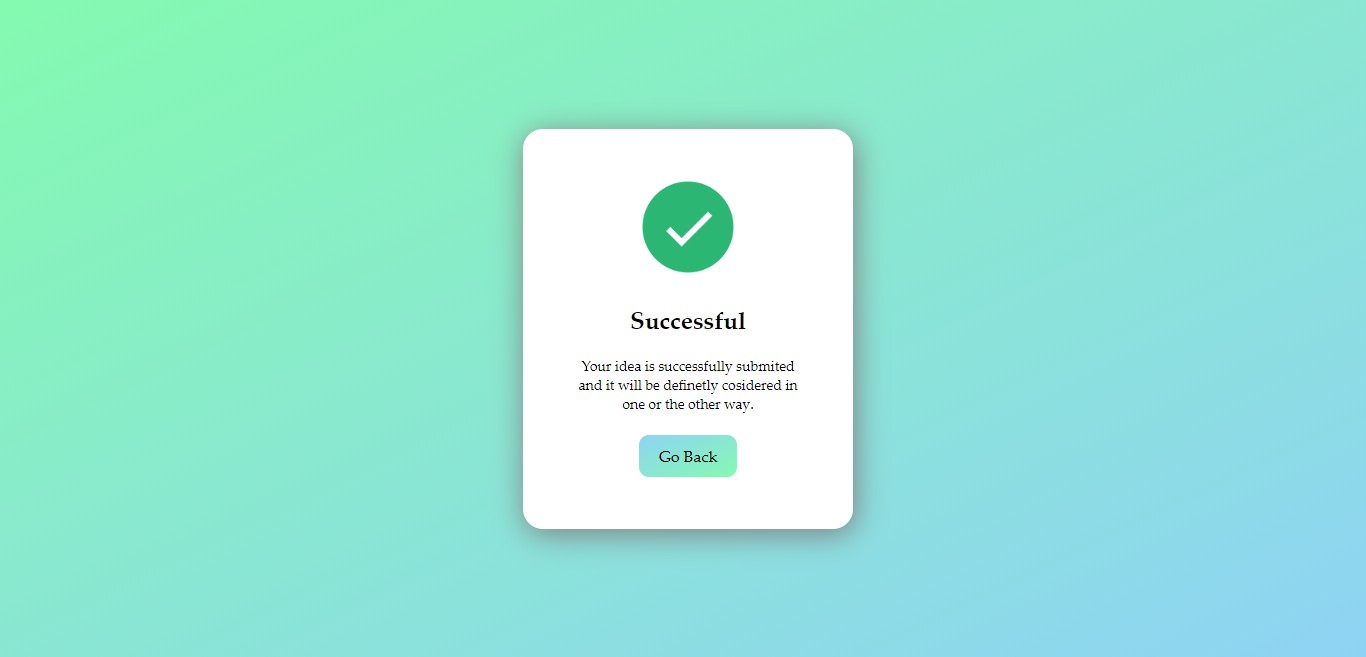 Successful
Your idea is successfully submited
and it will be definetly cosidered in
one or the other way.
Go Back